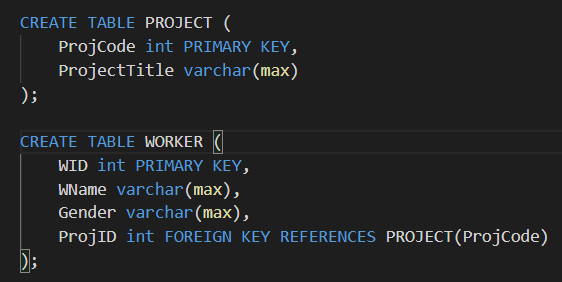 CREATE TABLE PROJECT (
    ProjCode int PRIMARY KEY,
    ProjectTitle varchar(max)
);
CREATE TABLE WORKER (
    WID int PRIMARY KEY,
    WName varchar(max),
    Gender varchar(max),
    ProjID int FOREIGN KEY REFERENCES PROJECT(ProjCode)
);